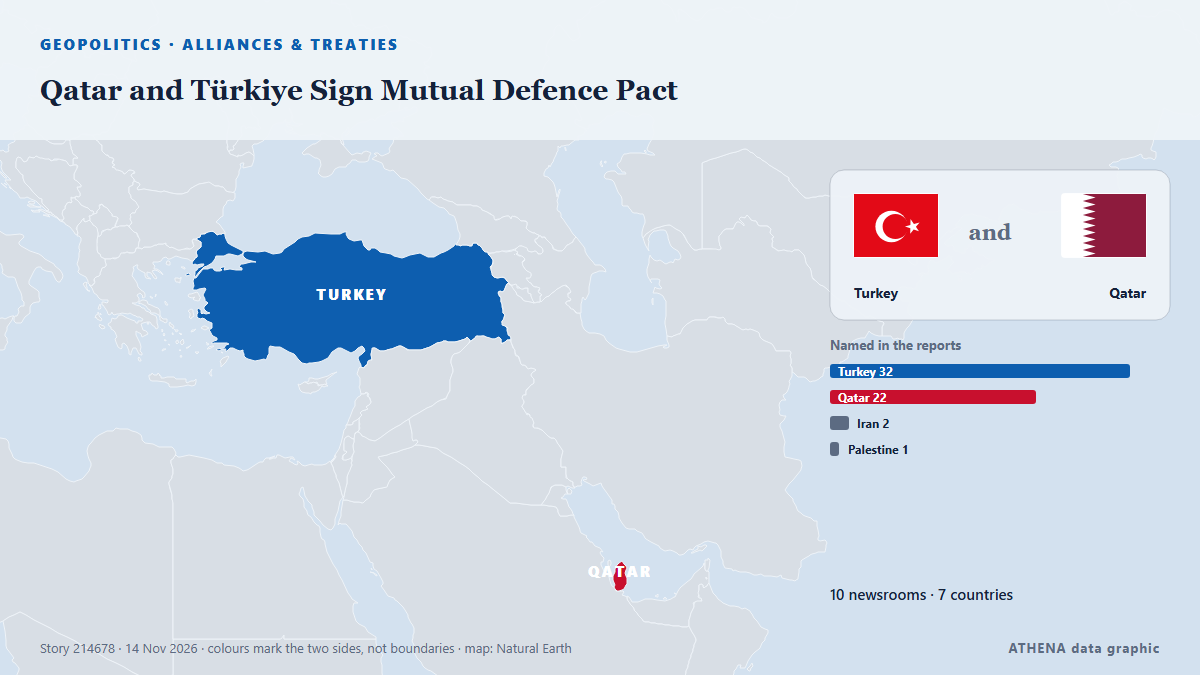 GEOPOLITICS · ALLIANCES & TREATIES
Qatar and Türkiye Sign Mutual Defence Pact
TURKEY
QATAR
and
Turkey
Qatar
Named in the reports
Turkey 32
Qatar 22
Iran 2
Palestine 1
10 newsrooms · 7 countries
Story 214678 · 14 Nov 2026 · colours mark the two sides, not boundaries · map: Natural Earth
ATHENA data graphic